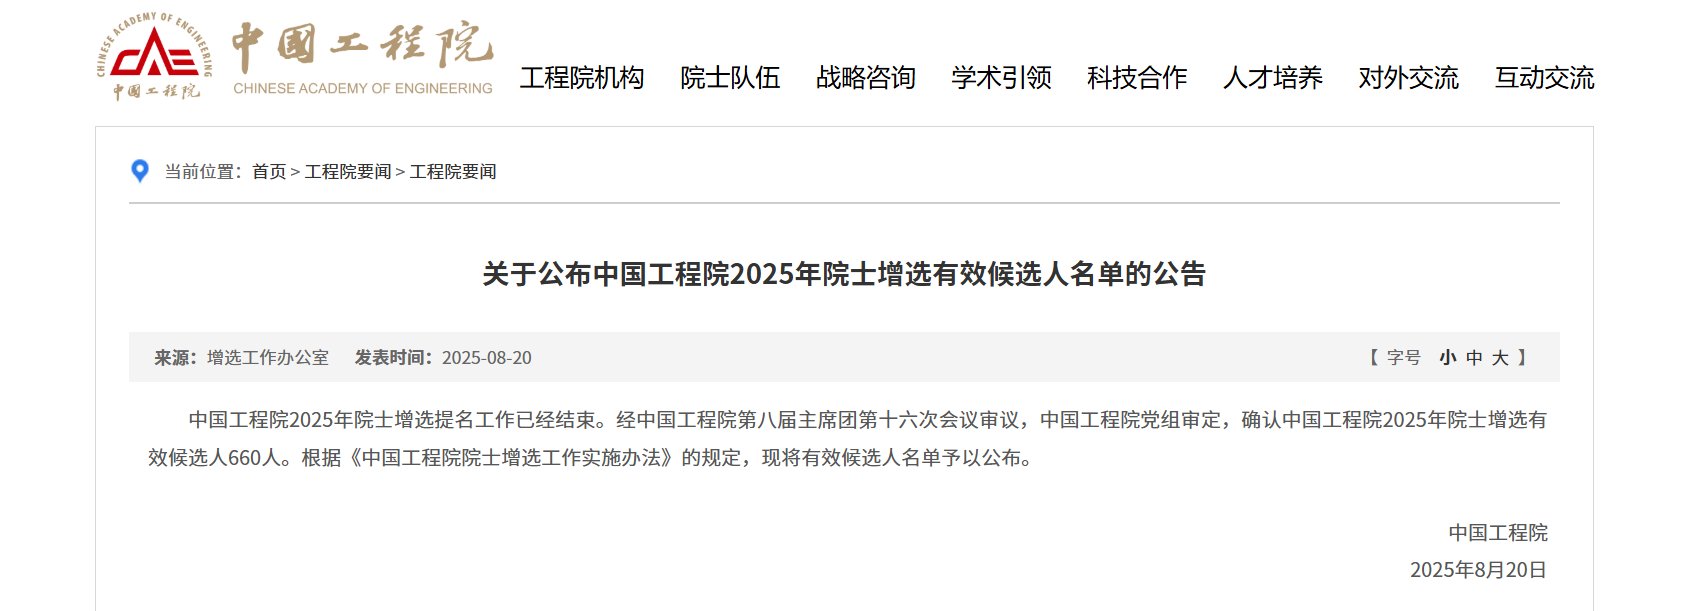 CHINESE ACADEMY OF ENGINEERING
CAE
中国工程院
中國工程院
CHINESE ACADEMY OF ENGINEERING
工程院机构 院士队伍 战略咨询 学术引领 科技合作 人才培养 对外交流 互动交流
当前位置：首页 > 工程院要闻 > 工程院要闻
关于公布中国工程院2025年院士增选有效候选人名单的公告
来源：增选工作办公室 发表时间：2025-08-20 【 字号 小 中 大 】
中国工程院2025年院士增选提名工作已经结束。经中国工程院第八届主席团第十六次会议审议，中国工程院党组审定，确认中国工程院2025年院士增选有
效候选人660人。根据《中国工程院院士增选工作实施办法》的规定，现将有效候选人名单予以公布。
中国工程院
2025年8月20日